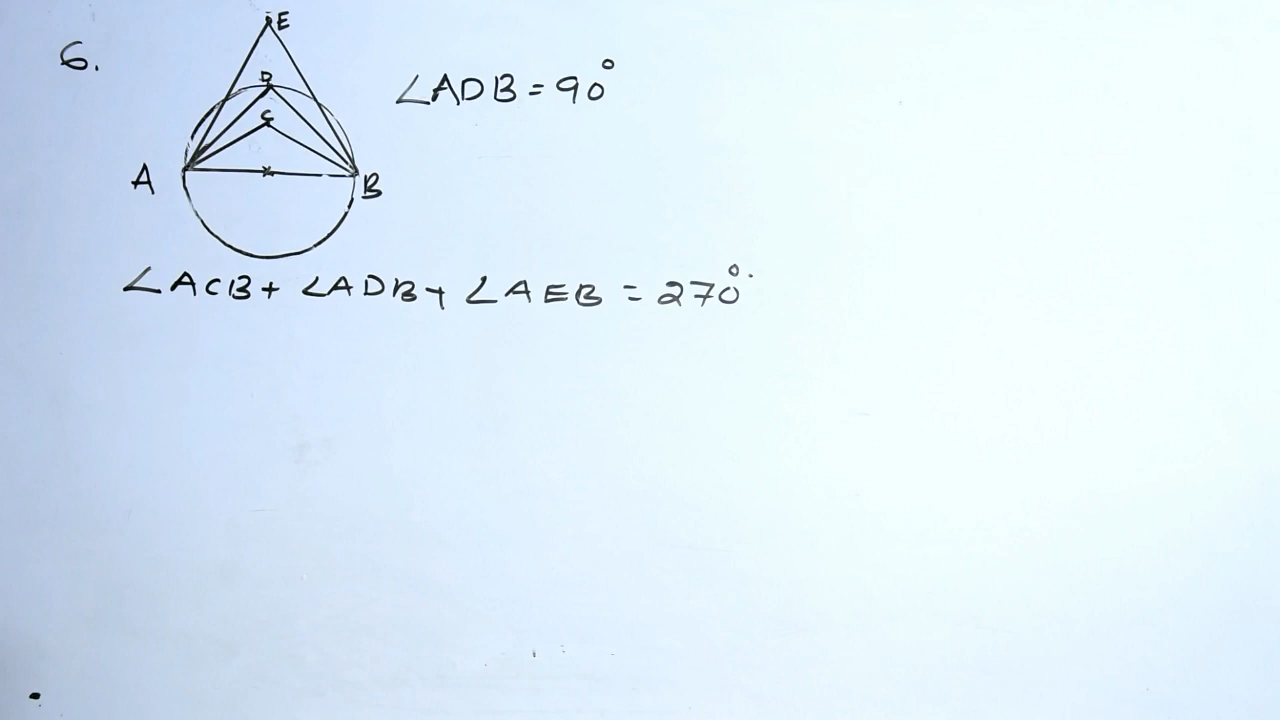 6.
E
D
C
A
B
∠ADB = 90°
∠ACB + ∠ADB + ∠AEB = 270°.